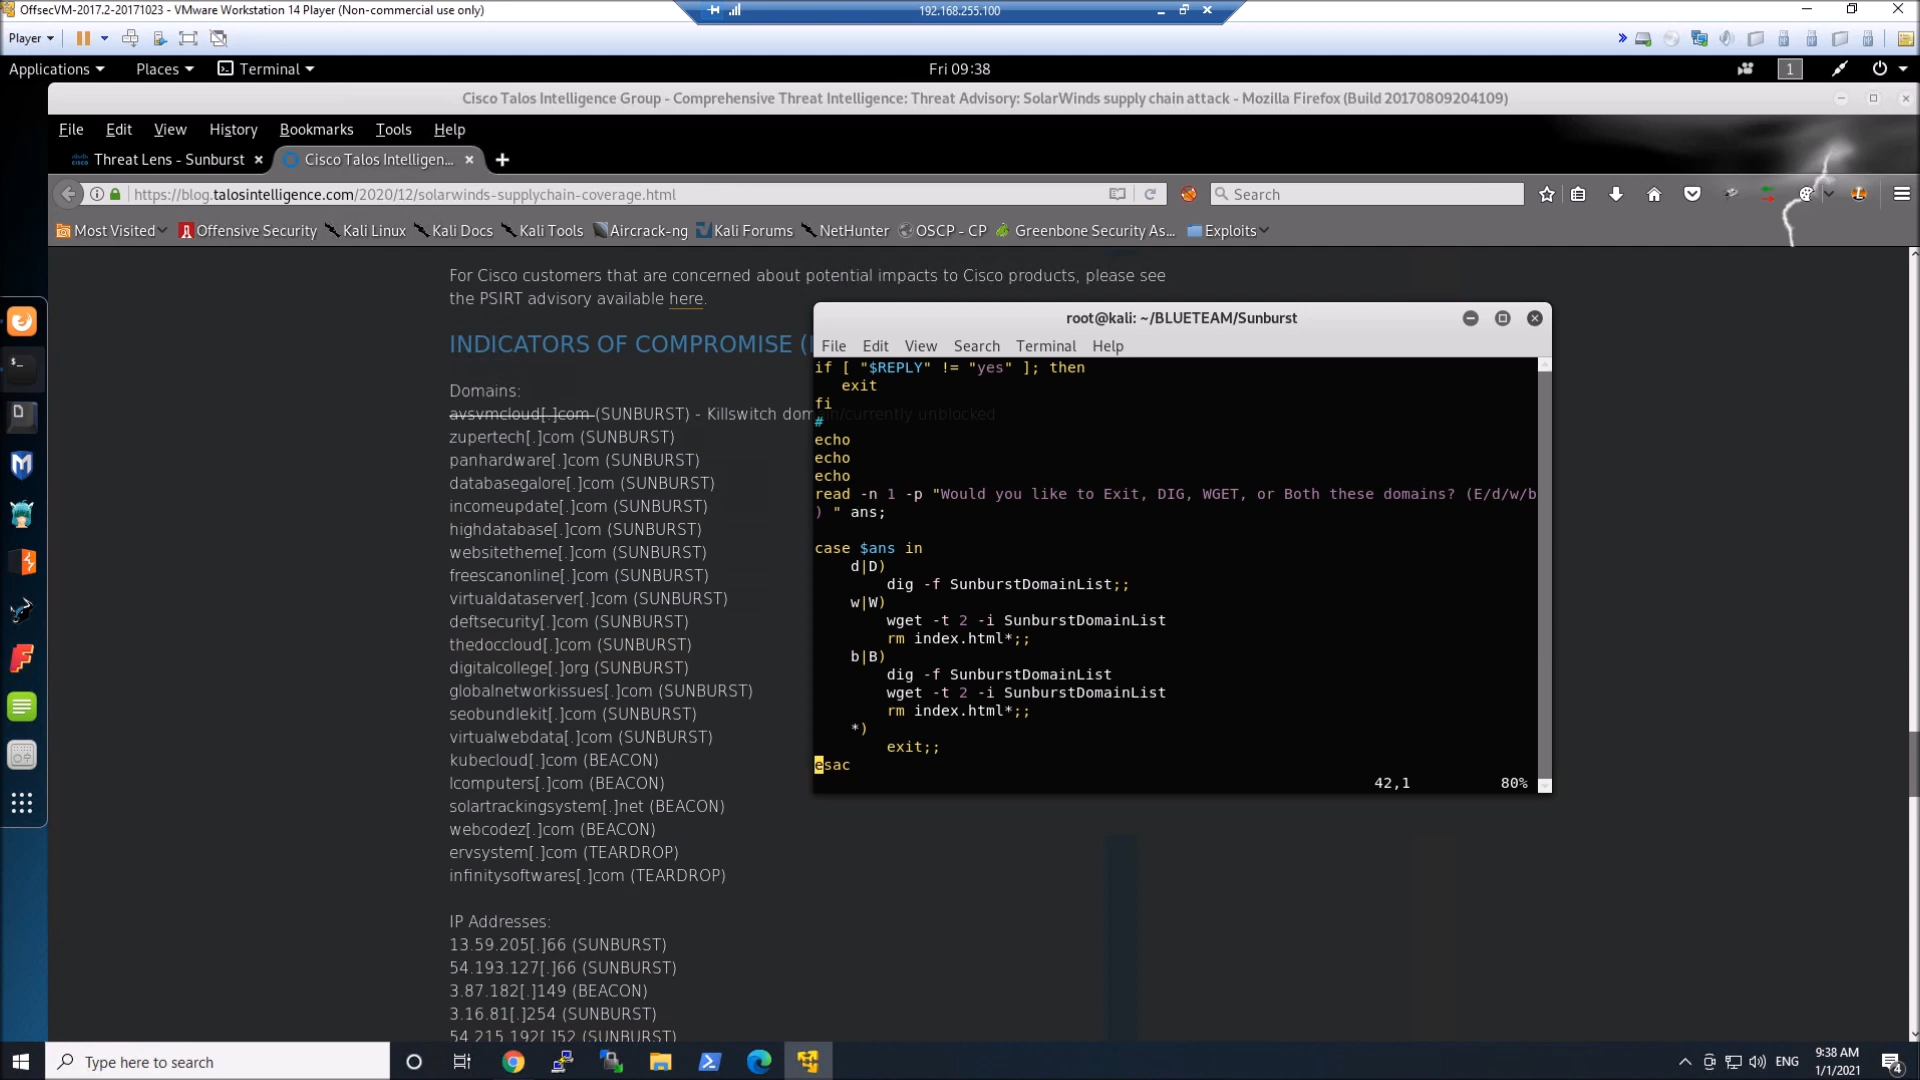 OffsecVM-2017.2-20171023 - VMware Workstation 14 Player (Non-commercial use only)
192.168.255.100
Player
Applications
Places
Terminal
Fri 09:38
1
Cisco Talos Intelligence Group - Comprehensive Threat Intelligence: Threat Advisory: SolarWinds supply chain attack - Mozilla Firefox (Build 20170809204109)
File Edit View History Bookmarks Tools Help
Threat Lens - Sunburst
Cisco Talos Intelligen...
https://blog.talosintelligence.com/2020/12/solarwinds-supplychain-coverage.html
Search
Most Visited
Offensive Security
Kali Linux
Kali Docs
Kali Tools
Aircrack-ng
Kali Forums
NetHunter
OSCP - CP
Greenbone Security As...
Exploits
For Cisco customers that are concerned about potential impacts to Cisco products, please see
the PSIRT advisory available here.
INDICATORS OF COMPROMISE (
Domains:
avsvmcloud[.]com (SUNBURST) - Killswitch domain/currently unblocked
zupertech[.]com (SUNBURST)
panhardware[.]com (SUNBURST)
databasegalore[.]com (SUNBURST)
incomeupdate[.]com (SUNBURST)
highdatabase[.]com (SUNBURST)
websitetheme[.]com (SUNBURST)
freescanonline[.]com (SUNBURST)
virtualdataserver[.]com (SUNBURST)
deftsecurity[.]com (SUNBURST)
thedoccloud[.]com (SUNBURST)
digitalcollege[.]org (SUNBURST)
globalnetworkissues[.]com (SUNBURST)
seobundlekit[.]com (SUNBURST)
virtualwebdata[.]com (SUNBURST)
kubecloud[.]com (BEACON)
lcomputers[.]com (BEACON)
solartrackingsystem[.]net (BEACON)
webcodez[.]com (BEACON)
ervsystem[.]com (TEARDROP)
infinitysoftwares[.]com (TEARDROP)
IP Addresses:
13.59.205[.]66 (SUNBURST)
54.193.127[.]66 (SUNBURST)
3.87.182[.]149 (BEACON)
3.16.81[.]254 (SUNBURST)
54.215.192[.]52 (SUNBURST)
root@kali: ~/BLUETEAM/Sunburst
File Edit View Search Terminal Help
if [ "$REPLY" != "yes" ]; then
exit
fi
#
echo
echo
echo
read -n 1 -p "Would you like to Exit, DIG, WGET, or Both these domains? (E/d/w/b
) " ans;
case $ans in
d|D)
dig -f SunburstDomainList;;
w|W)
wget -t 2 -i SunburstDomainList
rm index.html*;;
b|B)
dig -f SunburstDomainList
wget -t 2 -i SunburstDomainList
rm index.html*;;
*)
exit;;
esac
42,1 80%
Type here to search
ENG
9:38 AM
1/1/2021
4